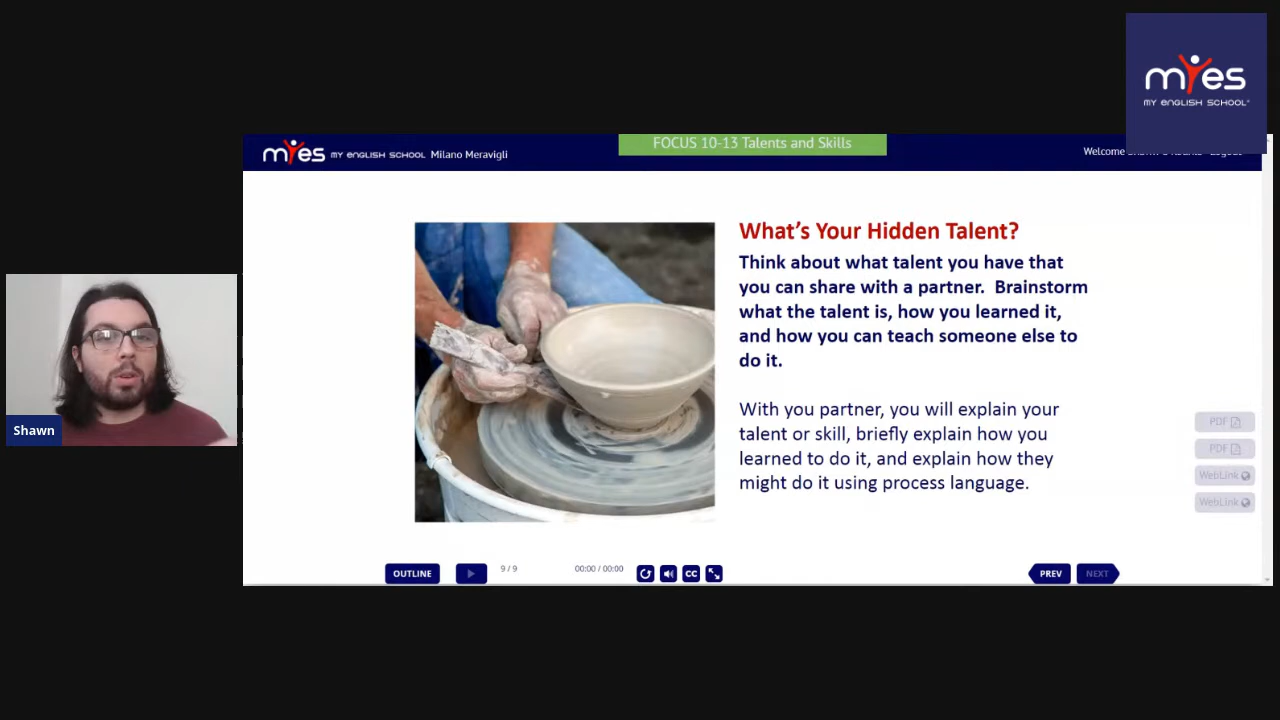 myes
MY ENGLISH SCHOOL
myes MY ENGLISH SCHOOL Milano Meravigli
FOCUS 10-13 Talents and Skills
Welcome
What's Your Hidden Talent?
Think about what talent you have that
you can share with a partner. Brainstorm
what the talent is, how you learned it,
and how you can teach someone else to
do it.
With you partner, you will explain your
talent or skill, briefly explain how you
learned to do it, and explain how they
might do it using process language.
PDF
PDF
WebLink
WebLink
Shawn
OUTLINE
9 / 9
00:00 / 00:00
CC
PREV
NEXT